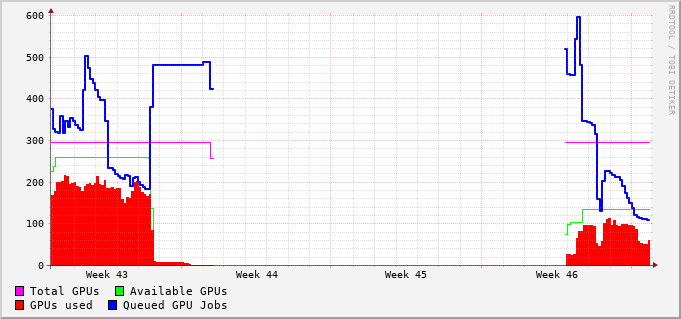 600
500
400
300
200
100
0
Week 43 Week 44 Week 45 Week 46
Total GPUs Available GPUs
GPUs used Queued GPU Jobs
RRDTOOL / TOBI OETIKER